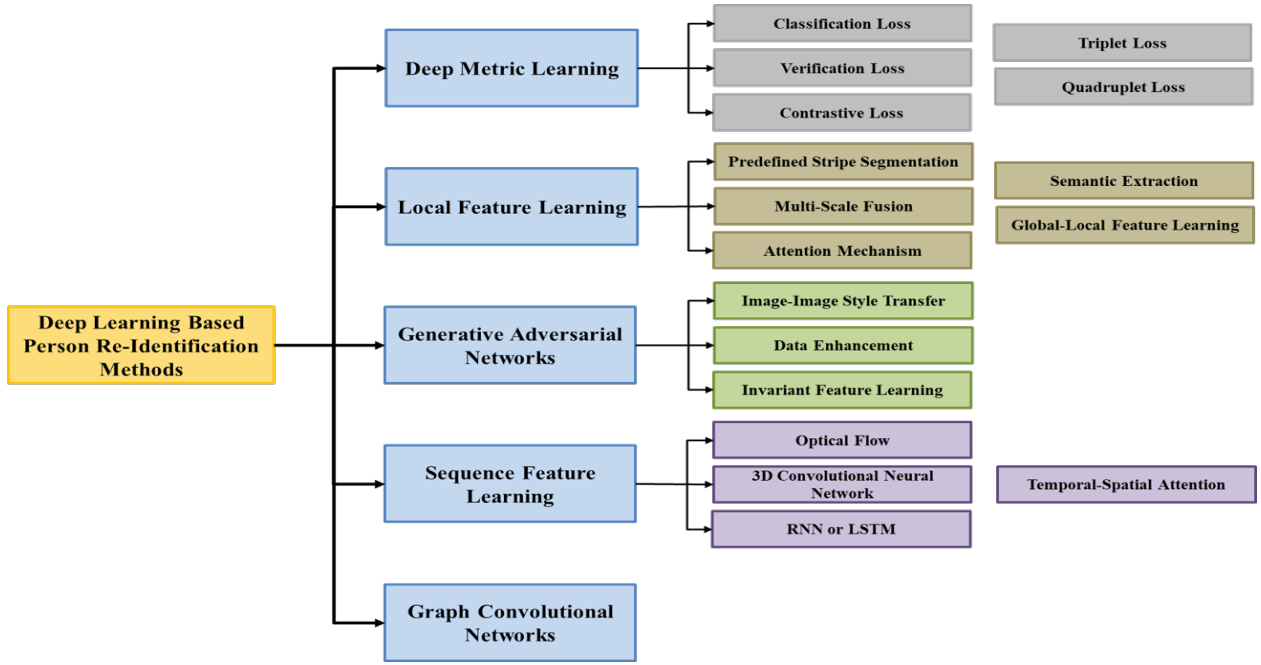 Deep Learning Based
Person Re-Identification
Methods
Deep Metric Learning
Classification Loss
Verification Loss
Contrastive Loss
Triplet Loss
Quadruplet Loss
Local Feature Learning
Predefined Stripe Segmentation
Multi-Scale Fusion
Attention Mechanism
Semantic Extraction
Global-Local Feature Learning
Generative Adversarial
Networks
Image-Image Style Transfer
Data Enhancement
Invariant Feature Learning
Sequence Feature
Learning
Optical Flow
3D Convolutional Neural
Network
RNN or LSTM
Temporal-Spatial Attention
Graph Convolutional
Networks